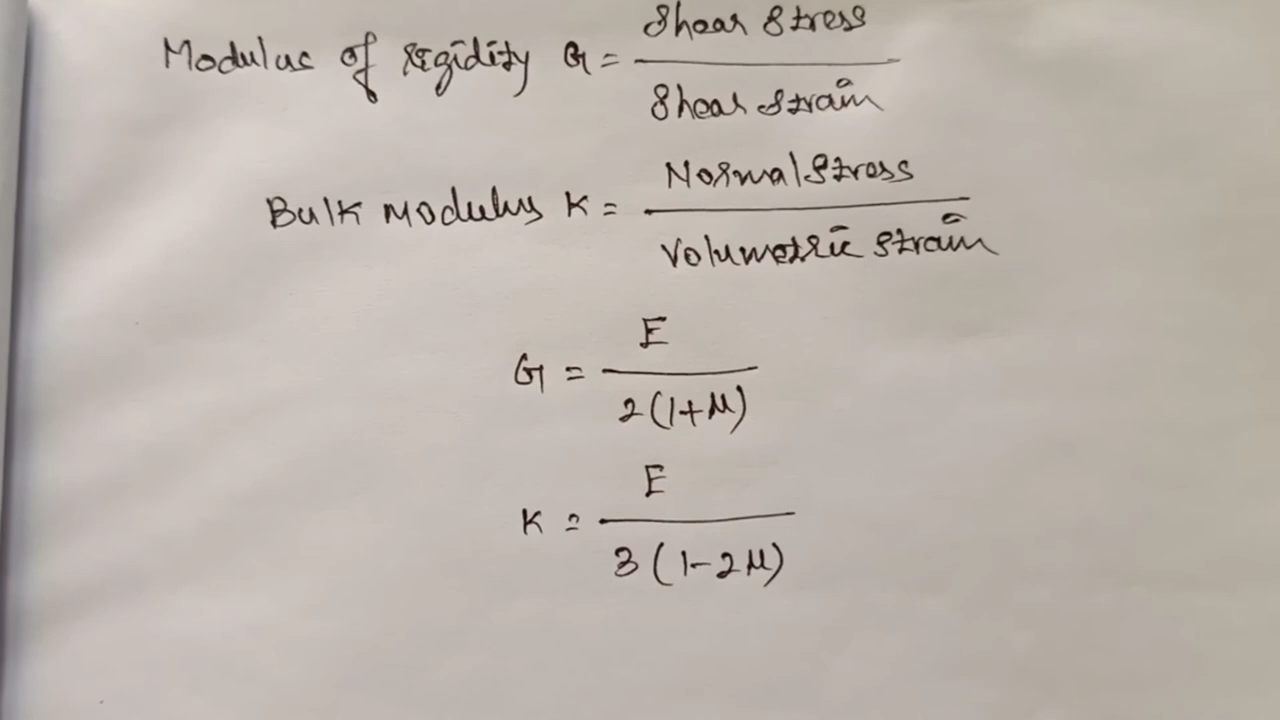 Modulus of rigidity G = Shear Stress / Shear Strain
Bulk Modulus K = Normal Stress / Volumetric Strain
G = E / 2(1+μ)
K = E / 3(1-2μ)